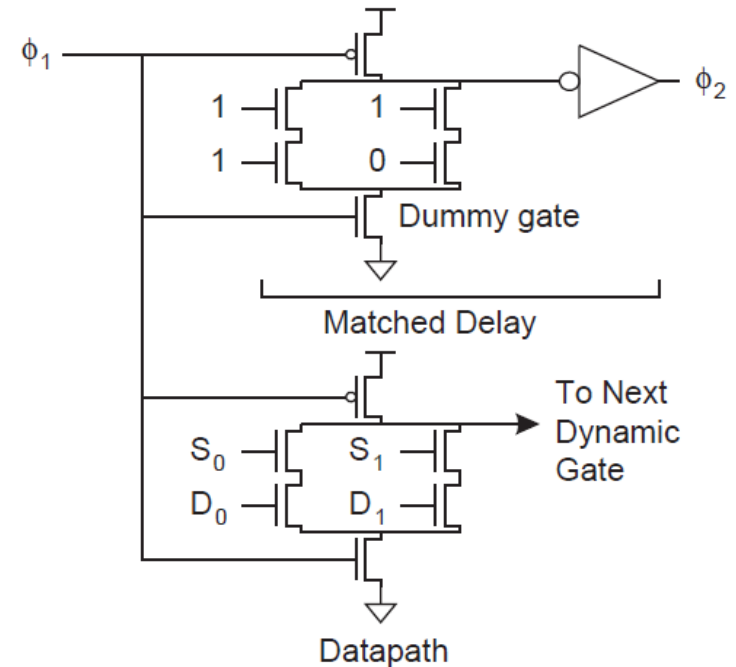 ϕ1
ϕ2
1 1
1 0
Dummy gate
Matched Delay
To Next
Dynamic
Gate
S0 S1
D0 D1
Datapath